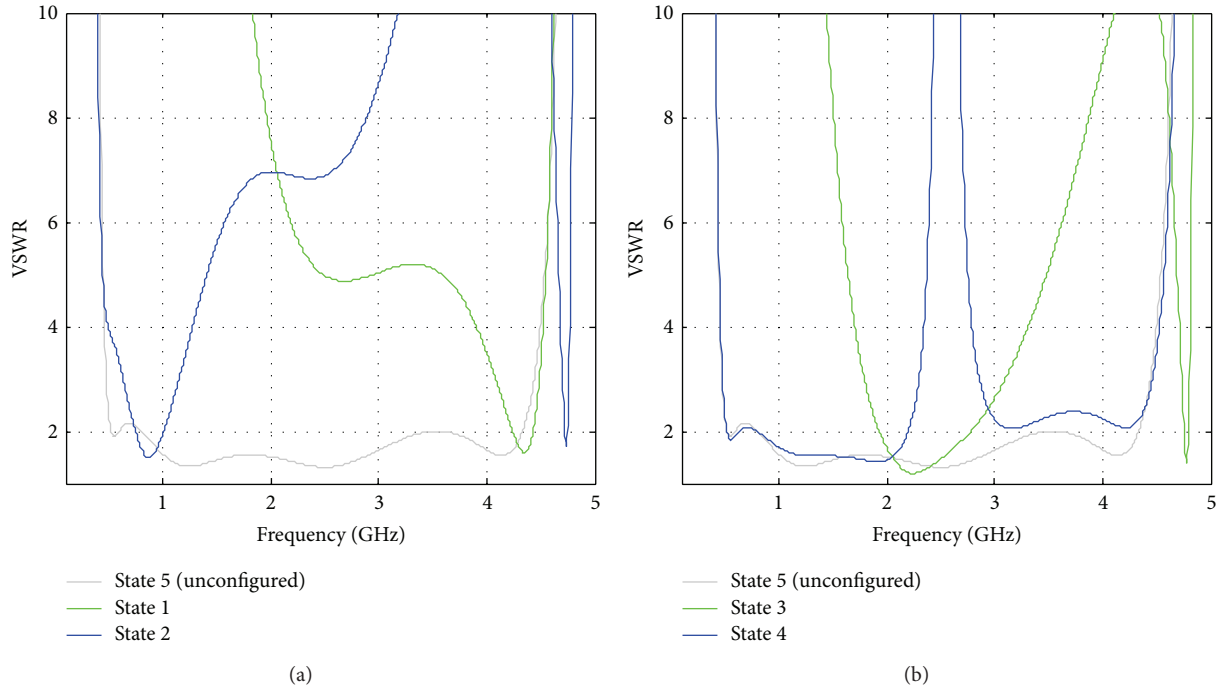 10
8
6
4
2
VSWR
1 2 3 4 5
Frequency (GHz)
State 5 (unconfigured)
State 1
State 2
(a)
10
8
6
4
2
VSWR
1 2 3 4 5
Frequency (GHz)
State 5 (unconfigured)
State 3
State 4
(b)